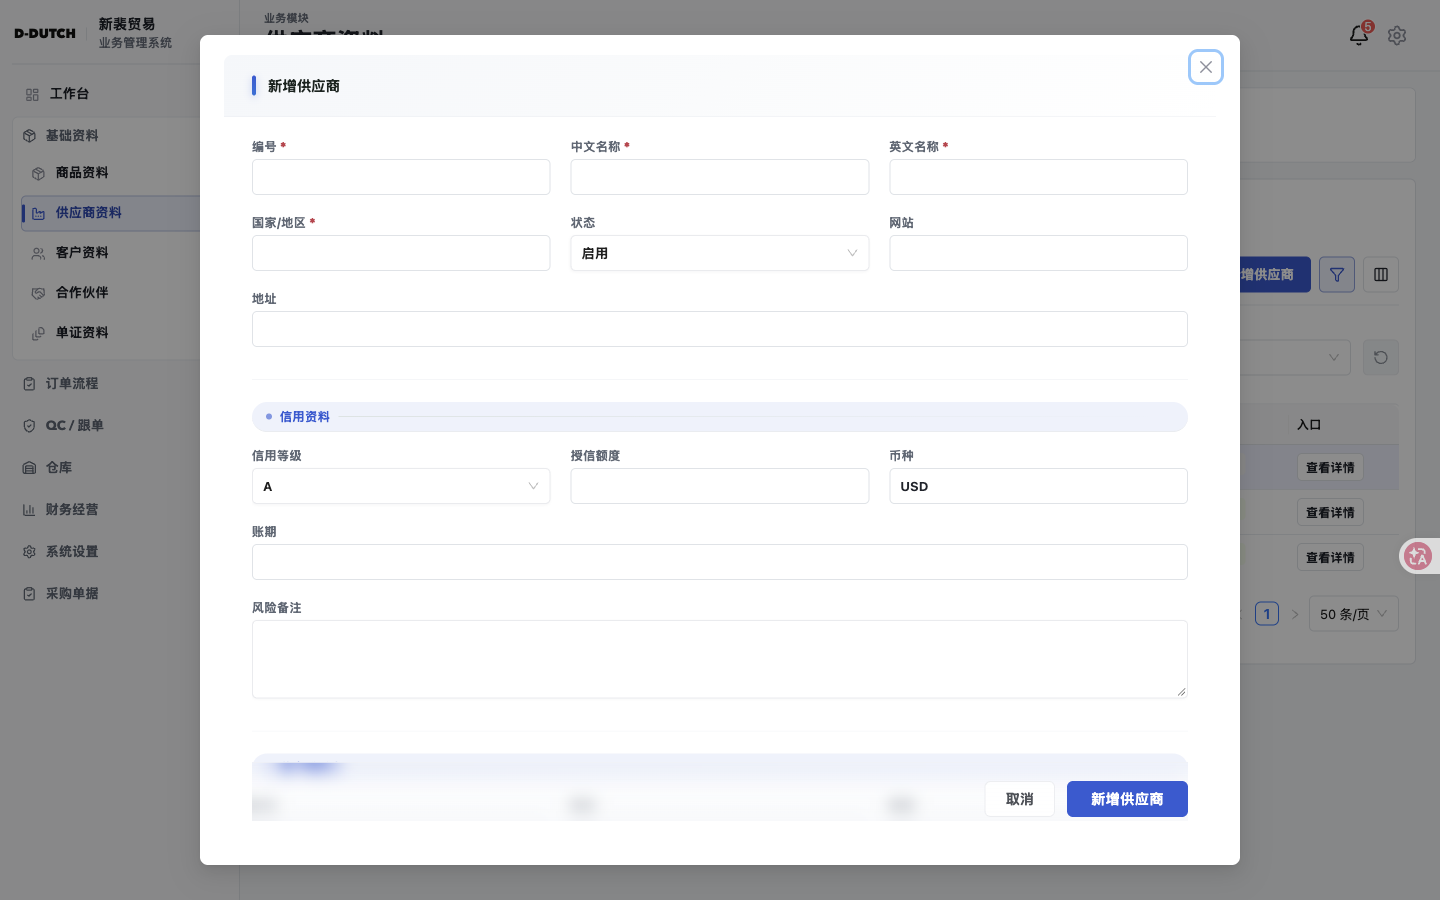 D-DUTCH
新裴贸易
业务管理系统
业务模块
5
工作台
基础资料
商品资料
供应商资料
客户资料
合作伙伴
单证资料
订单流程
QC / 跟单
仓库
财务经营
系统设置
采购单据
新增供应商
编号 *
中文名称 *
英文名称 *
国家/地区 *
状态
网站
启用
地址
信用资料
信用等级
授信额度
币种
A
USD
账期
风险备注
取消
新增供应商
增供应商
入口
查看详情
查看详情
查看详情
1
50 条/页